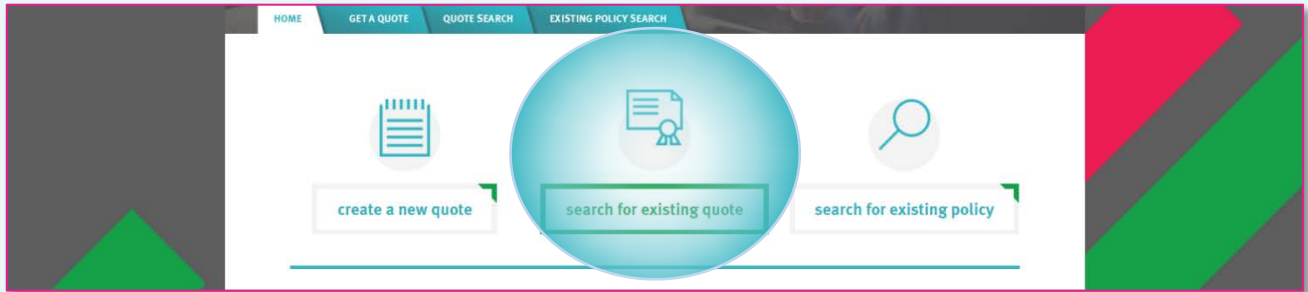 HOME GET A QUOTE QUOTE SEARCH EXISTING POLICY SEARCH
create a new quote search for existing quote search for existing policy